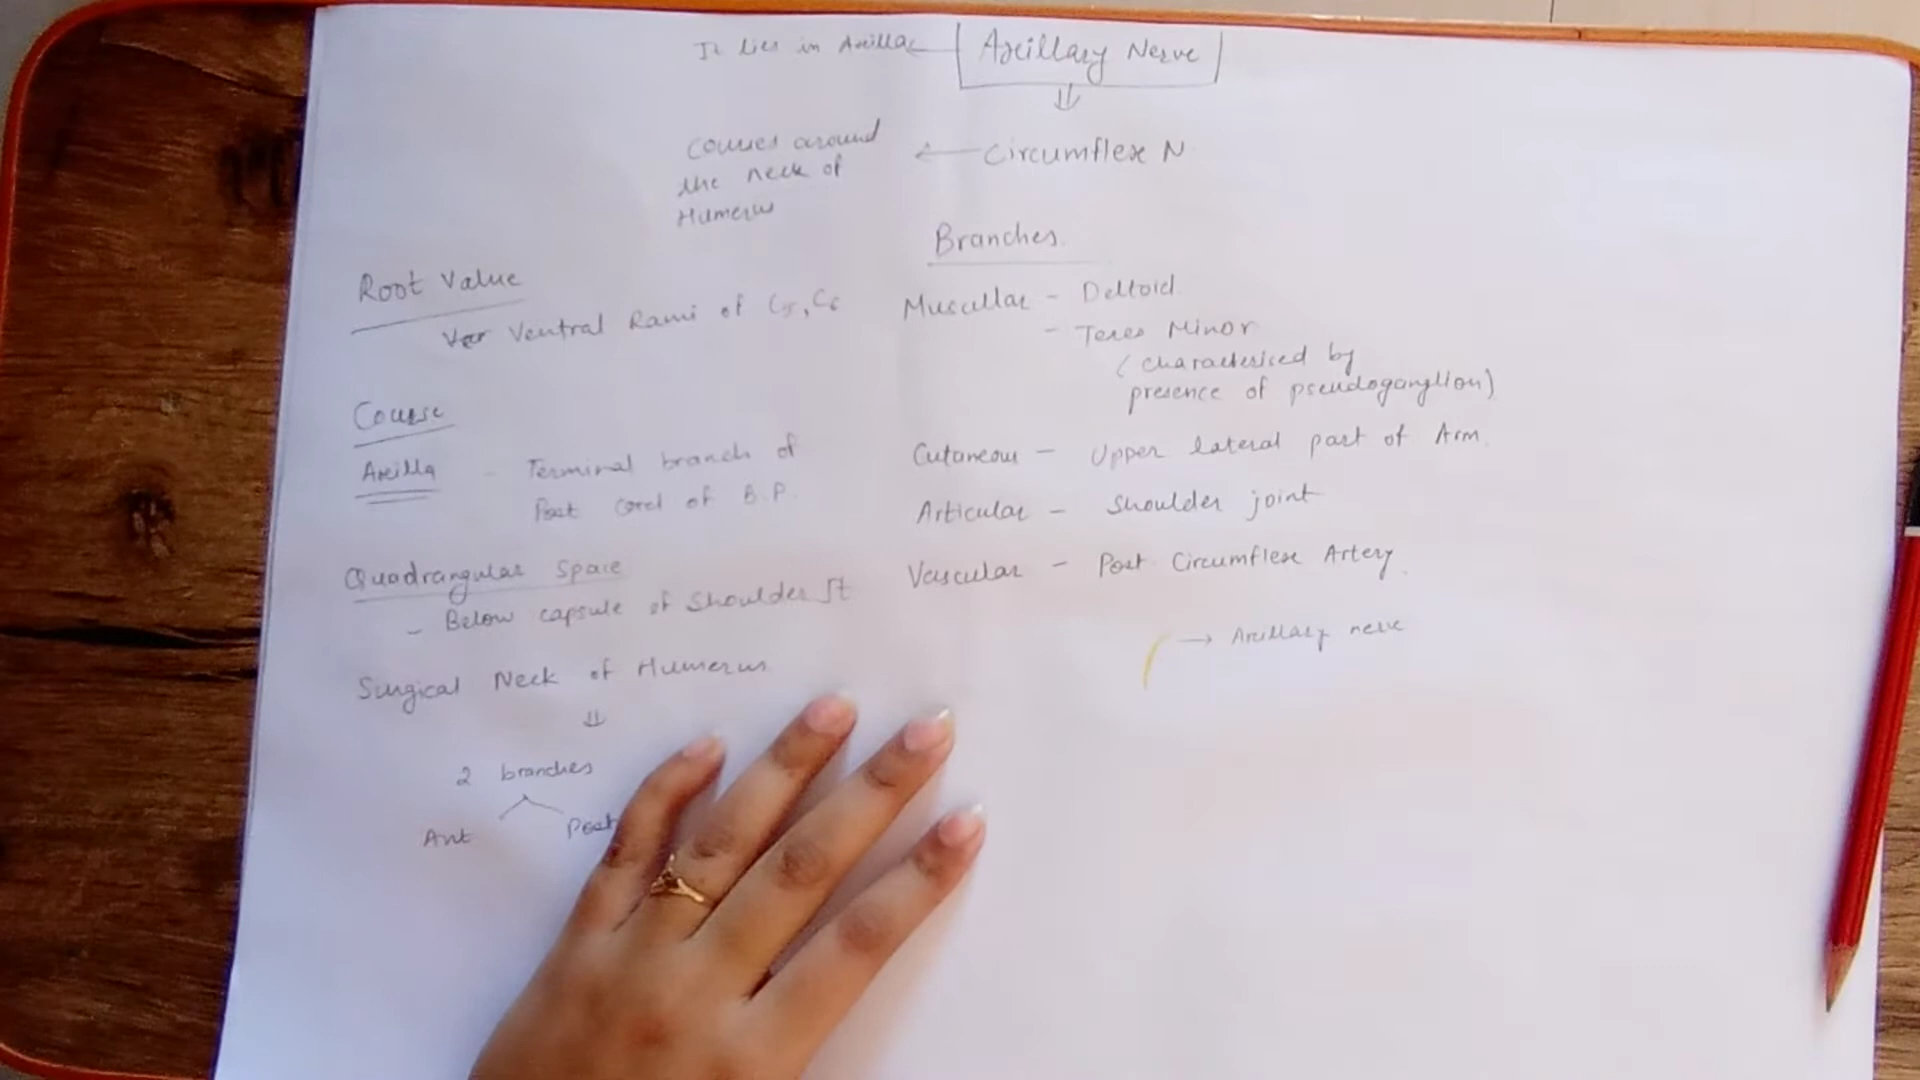 It lies in Axilla
Axillary Nerve
Courses around
the neck of
Humerus
Circumflex N
Root Value
Ver Ventral Rami of C5, C6
Course
Axilla - Terminal branch of
Post cord of B.P.
Quadrangular Space
- Below capsule of Shoulder Jt
Surgical Neck of Humerus
2 branches
Ant Post
Branches
Muscular - Deltoid
- Teres Minor
(characterised by
presence of pseudoganglion)
Cutaneous - Upper lateral part of Arm
Articular - Shoulder joint
Vascular - Post Circumflex Artery.
Axillary nerve